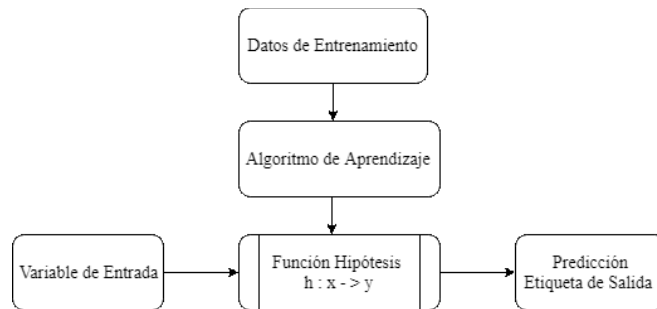 Datos de Entrenamiento
Algoritmo de Aprendizaje
Variable de Entrada
Función Hipótesis
h : x - > y
Predicción
Etiqueta de Salida